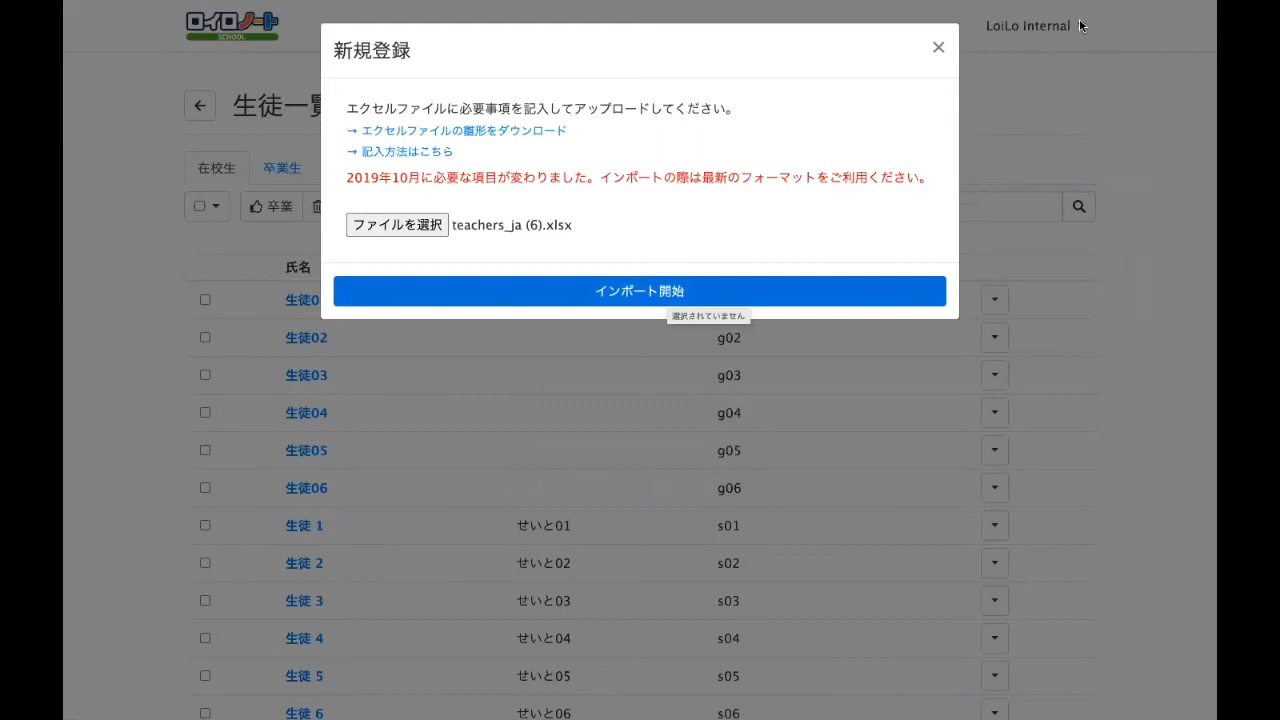 ロイロノート
SCHOOL
LoiLo Internal
新規登録
×
エクセルファイルに必要事項を記入してアップロードしてください。
→ エクセルファイルの雛形をダウンロード
→ 記入方法はこちら
2019年10月に必要な項目が変わりました。インポートの際は最新のフォーマットをご利用ください。
ファイルを選択 teachers_ja (6).xlsx
インポート開始
選択されていません
生徒一覧
在校生 卒業生
卒業
氏名
生徒0
生徒02 g02
生徒03 g03
生徒04 g04
生徒05 g05
生徒06 g06
生徒 1 せいと01 s01
生徒 2 せいと02 s02
生徒 3 せいと03 s03
生徒 4 せいと04 s04
生徒 5 せいと05 s05
生徒 6 せいと06 s06